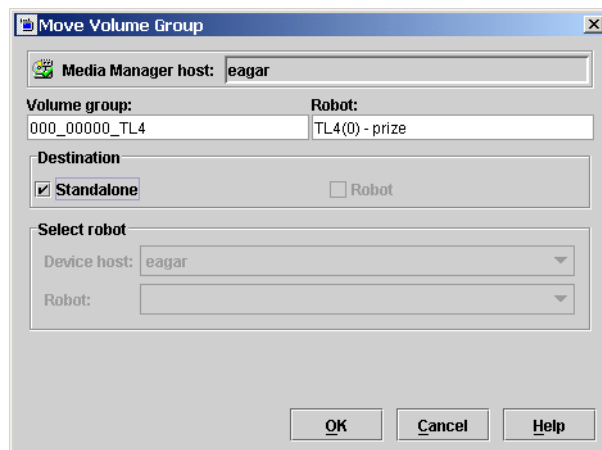 Move Volume Group
Media Manager host: eagar
Volume group: Robot:
000_00000_TL4 TL4(0) - prize
Destination
Standalone Robot
Select robot
Device host: eagar
Robot:
OK Cancel Help